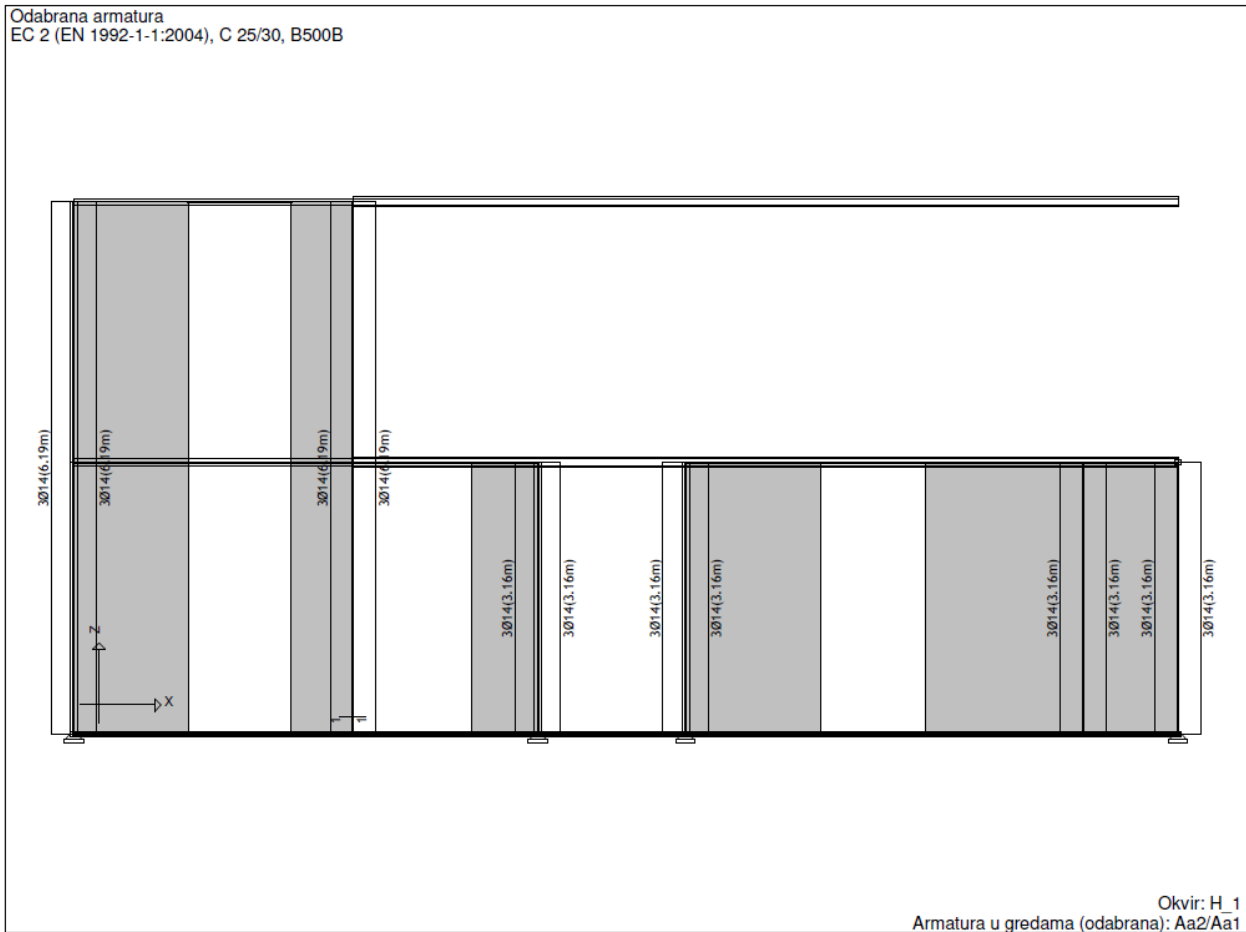 Odabrana armatura
EC 2 (EN 1992-1-1:2004), C 25/30, B500B
3Ø14(6.19m)
3Ø14(6.19m)
3Ø14(6.19m)
3Ø14(6.19m)
3Ø14(3.16m)
3Ø14(3.16m)
3Ø14(3.16m)
3Ø14(3.16m)
3Ø14(3.16m)
3Ø14(3.16m)
3Ø14(3.16m)
3Ø14(3.16m)
Z
X
1
1
Okvir: H_1
Armatura u gredama (odabrana): Aa2/Aa1